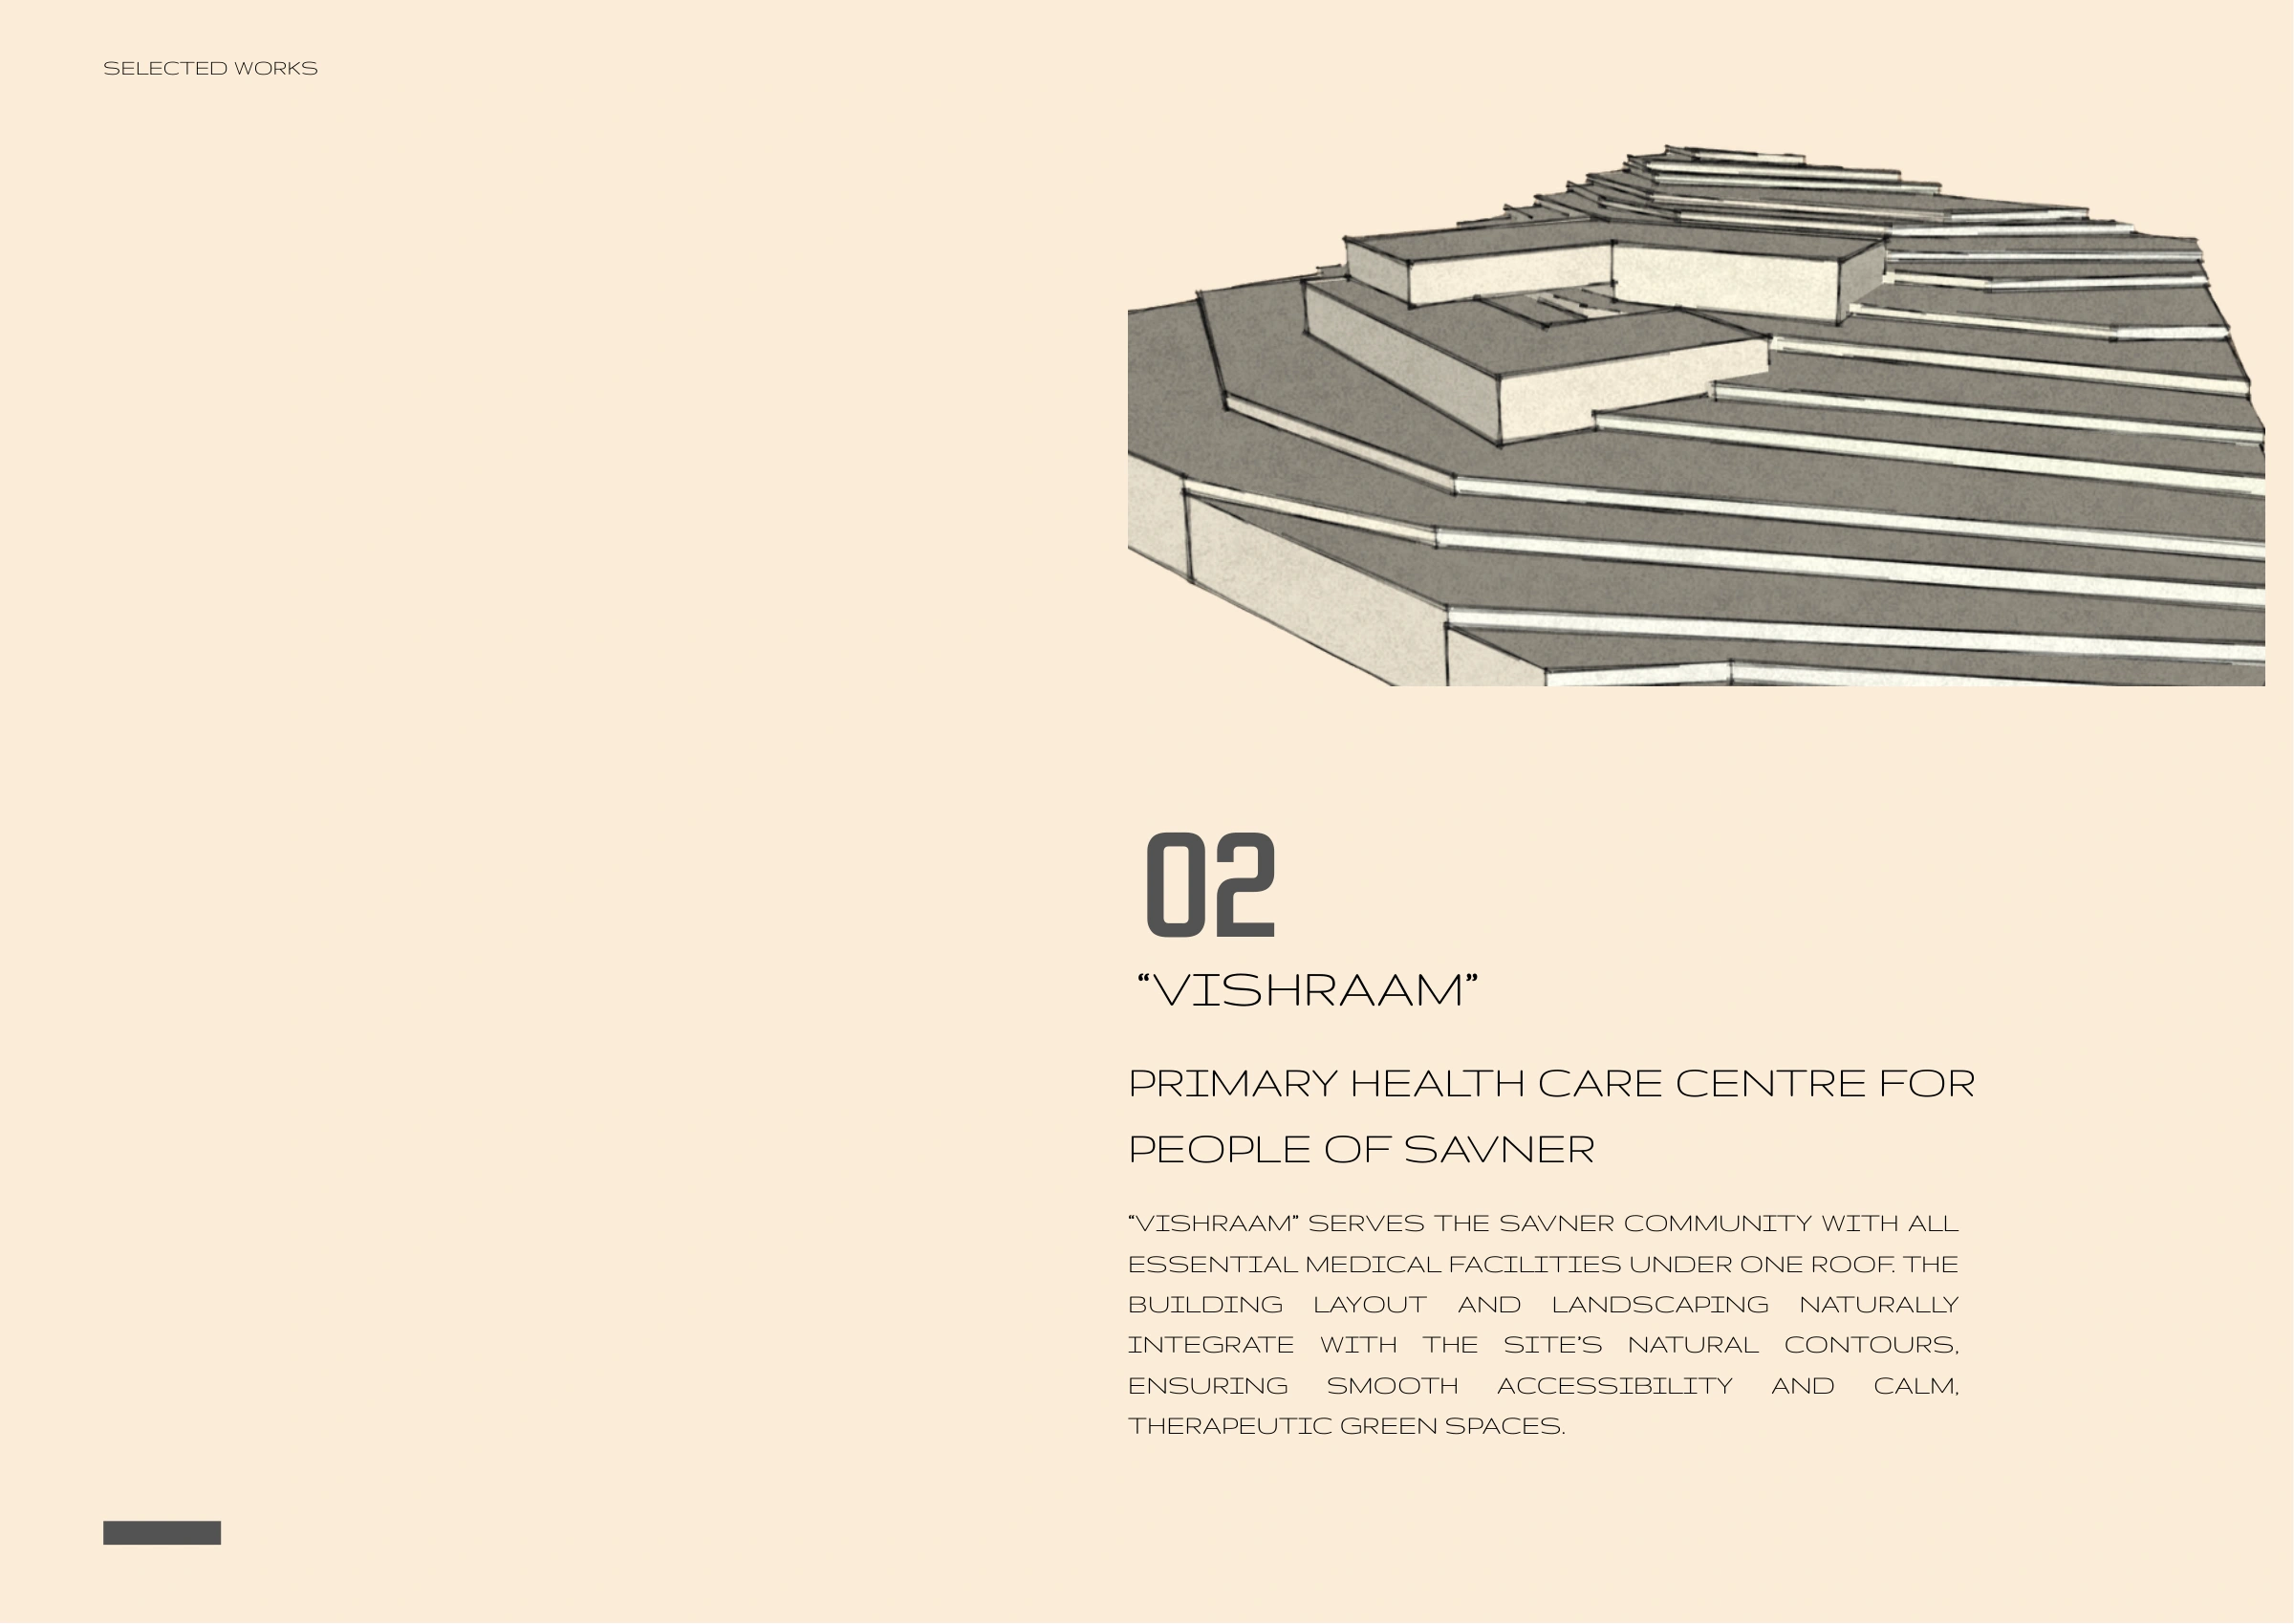 SELECTED WORKS
02
“VISHRAAM”
PRIMARY HEALTH CARE CENTRE FOR
PEOPLE OF SAVNER
“VISHRAAM” SERVES THE SAVNER COMMUNITY WITH ALL
ESSENTIAL MEDICAL FACILITIES UNDER ONE ROOF. THE
BUILDING LAYOUT AND LANDSCAPING NATURALLY
INTEGRATE WITH THE SITE’S NATURAL CONTOURS,
ENSURING SMOOTH ACCESSIBILITY AND CALM,
THERAPEUTIC GREEN SPACES.